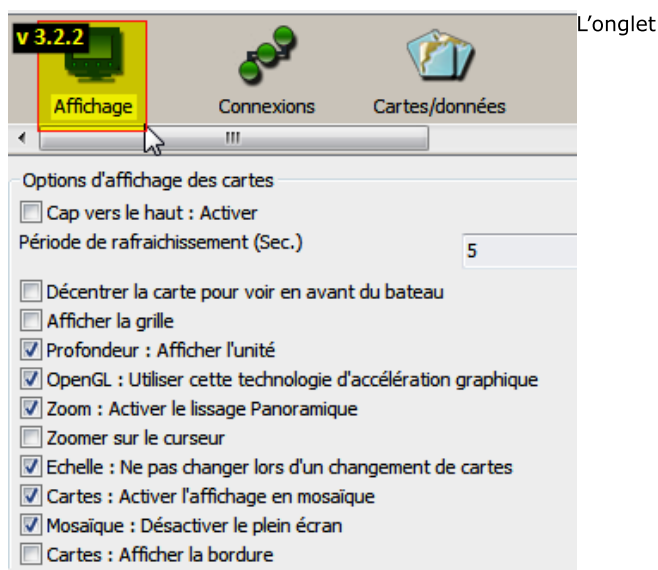 v 3.2.2
L’onglet
Affichage
Connexions
Cartes/données
Options d'affichage des cartes
Cap vers le haut : Activer
Période de rafraichissement (Sec.)
5
Décentrer la carte pour voir en avant du bateau
Afficher la grille
Profondeur : Afficher l'unité
OpenGL : Utiliser cette technologie d'accélération graphique
Zoom : Activer le lissage Panoramique
Zoomer sur le curseur
Echelle : Ne pas changer lors d'un changement de cartes
Cartes : Activer l'affichage en mosaïque
Mosaïque : Désactiver le plein écran
Cartes : Afficher la bordure